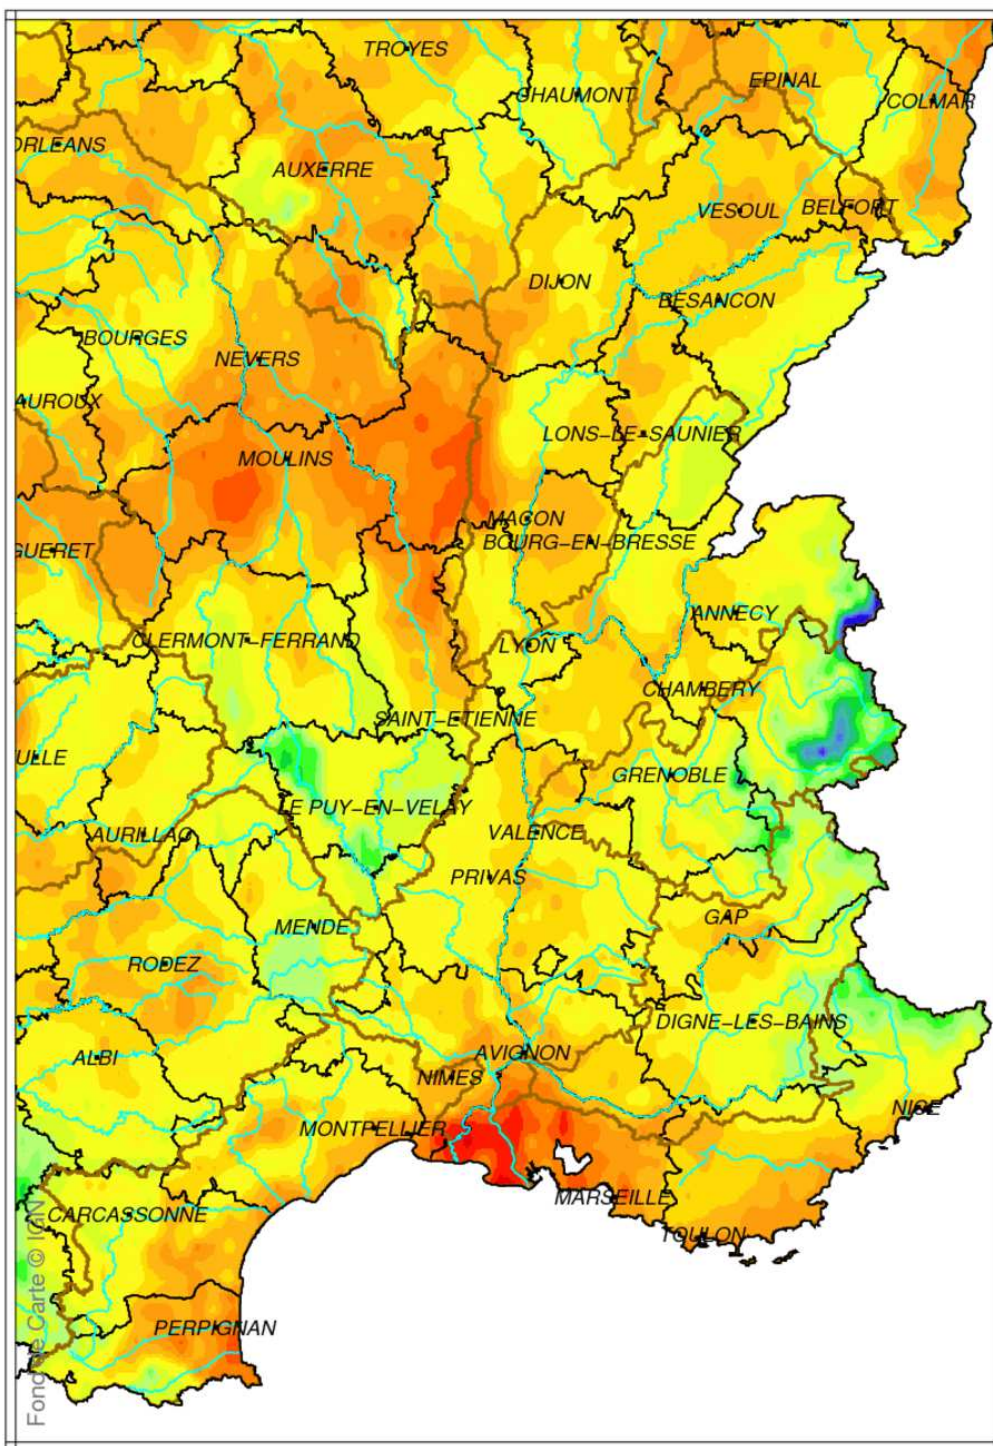 TROYES
EPINAL
CHAUMONT
COLMAR
ORLEANS
AUXERRE
VESOUL
BELFORT
DIJON
BESANCON
BOURGES
NEVERS
AUROUX
LONS-LE-SAUNIER
MOULINS
MACON
BOURG-EN-BRESSE
GUERET
ANNECY
CLERMONT-FERRAND
LYON
CHAMBERY
SAINT-ETIENNE
ULLE
GRENOBLE
LE PUY-EN-VELAY
AURILLAC
VALENCE
PRIVAS
GAP
MENDE
RODEZ
DIGNE-LES-BAINS
AVIGNON
ALBI
NIMES
NICE
MONTPELLIER
MARSEILLE
CARCASSONNE
TOULON
PERPIGNAN
Fond de Carte © IGN